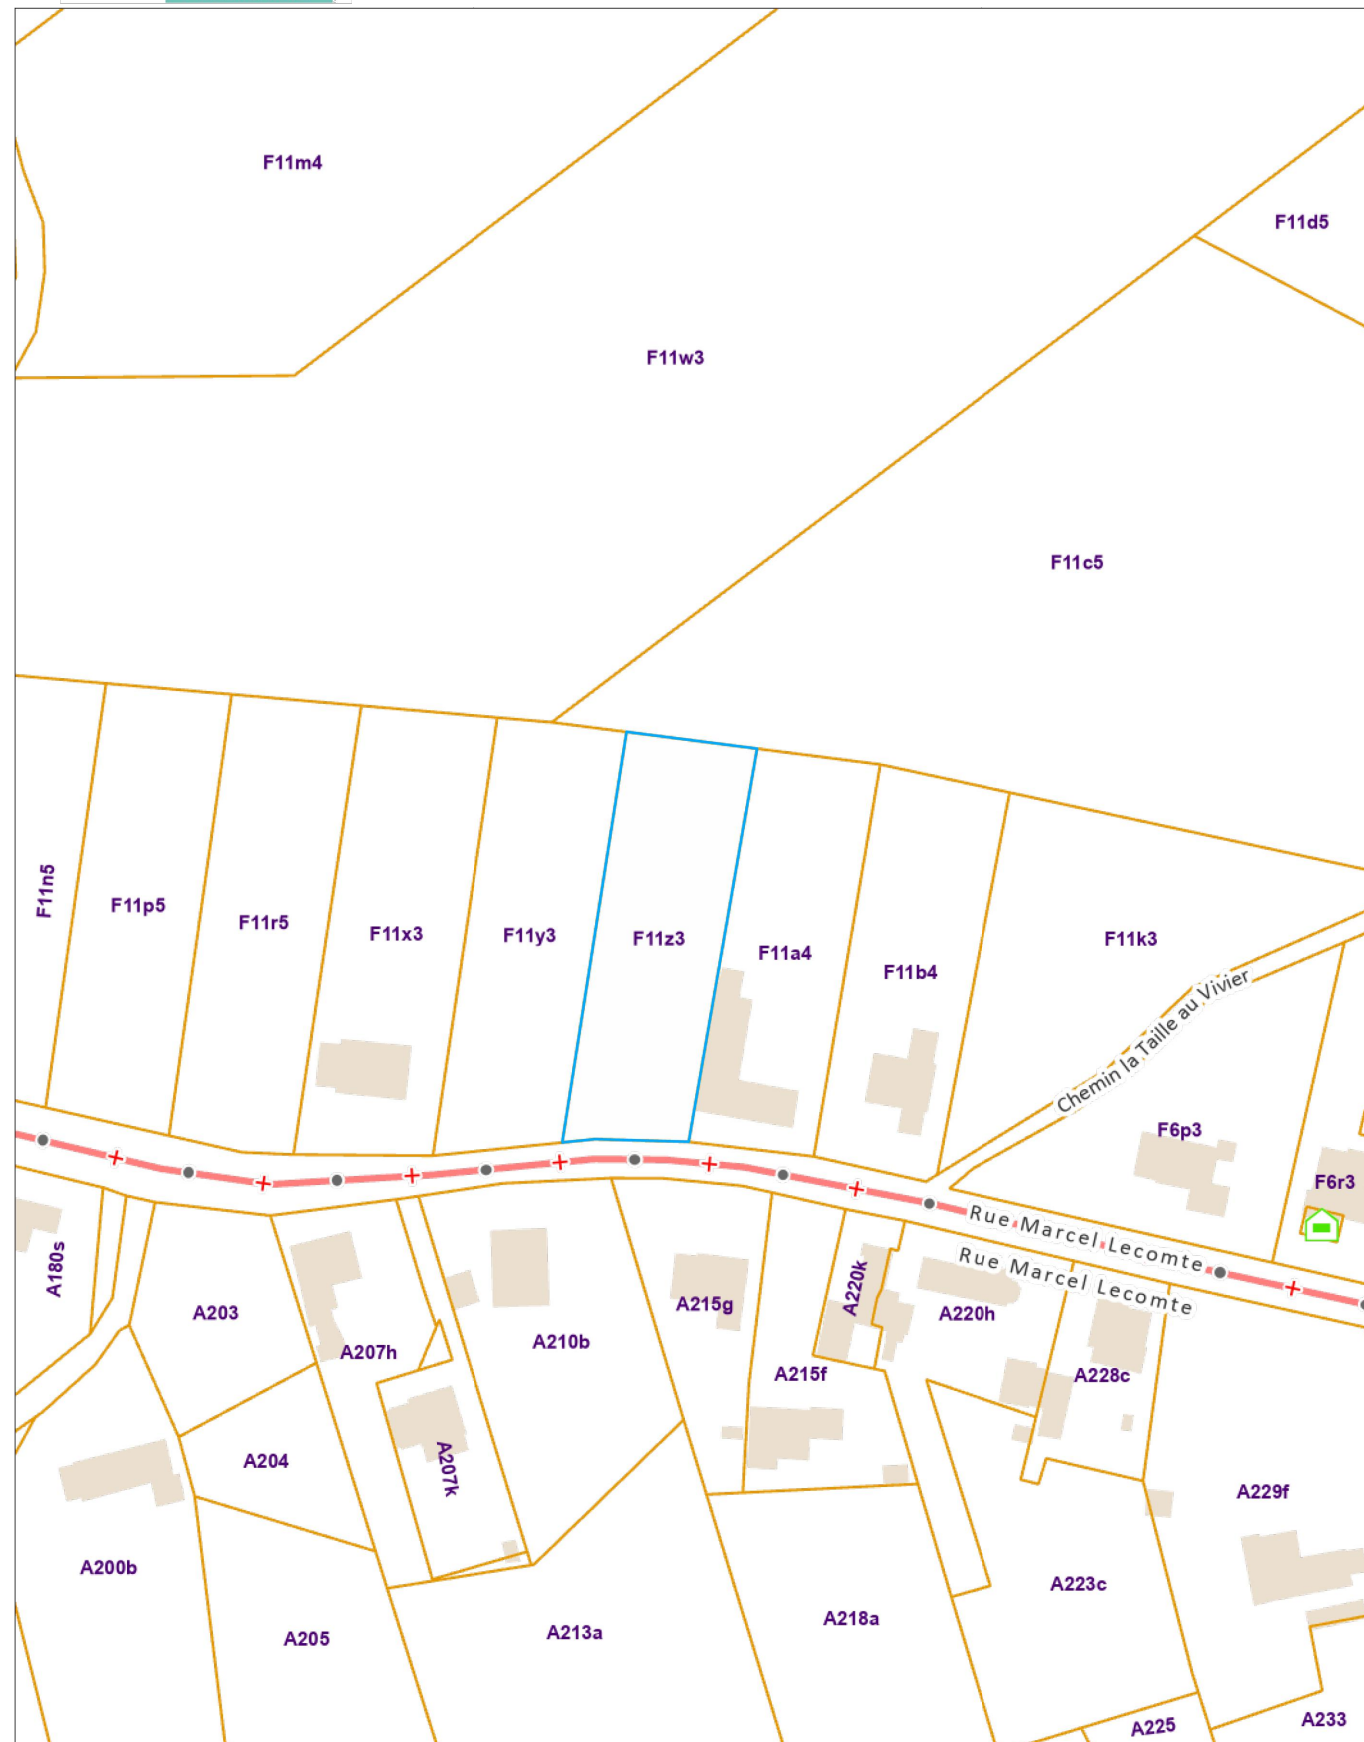 F11m4
F11d5
F11w3
F11c5
F11n5
F11p5
F11r5
F11x3
F11y3
F11z3
F11a4
F11b4
F11k3
Chemin la Taille au Vivier
F6p3
F6r3
Rue Marcel Lecomte
Rue Marcel Lecomte
A180s
A203
A207h
A210b
A215g
A220k
A220h
A215f
A228c
A204
A207k
A229f
A200b
A223c
A205
A213a
A218a
A225
A233